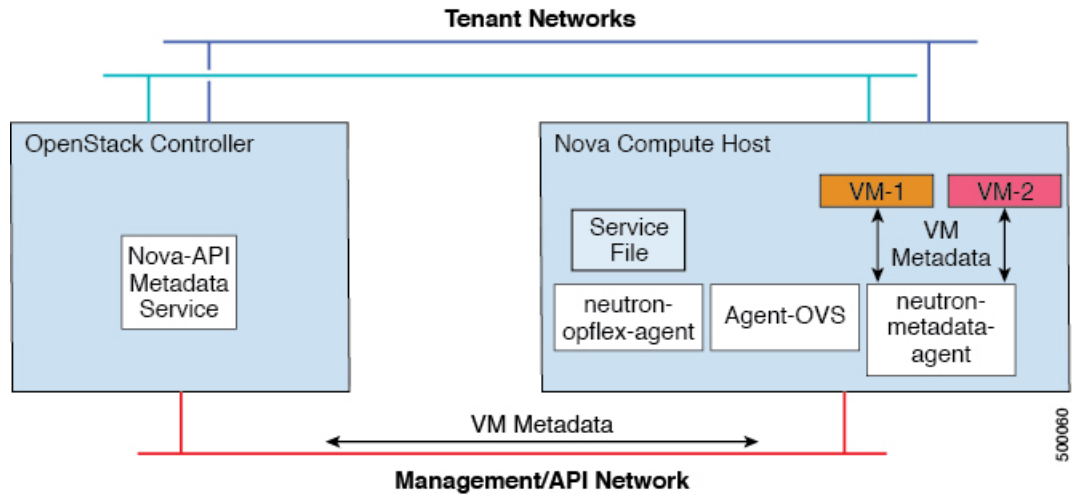 Tenant Networks
OpenStack Controller
Nova-API
Metadata
Service
Nova Compute Host
VM-1
VM-2
Service
File
VM
Metadata
neutron-
opflex-agent
Agent-OVS
neutron-
metadata-
agent
VM Metadata
Management/API Network
500060